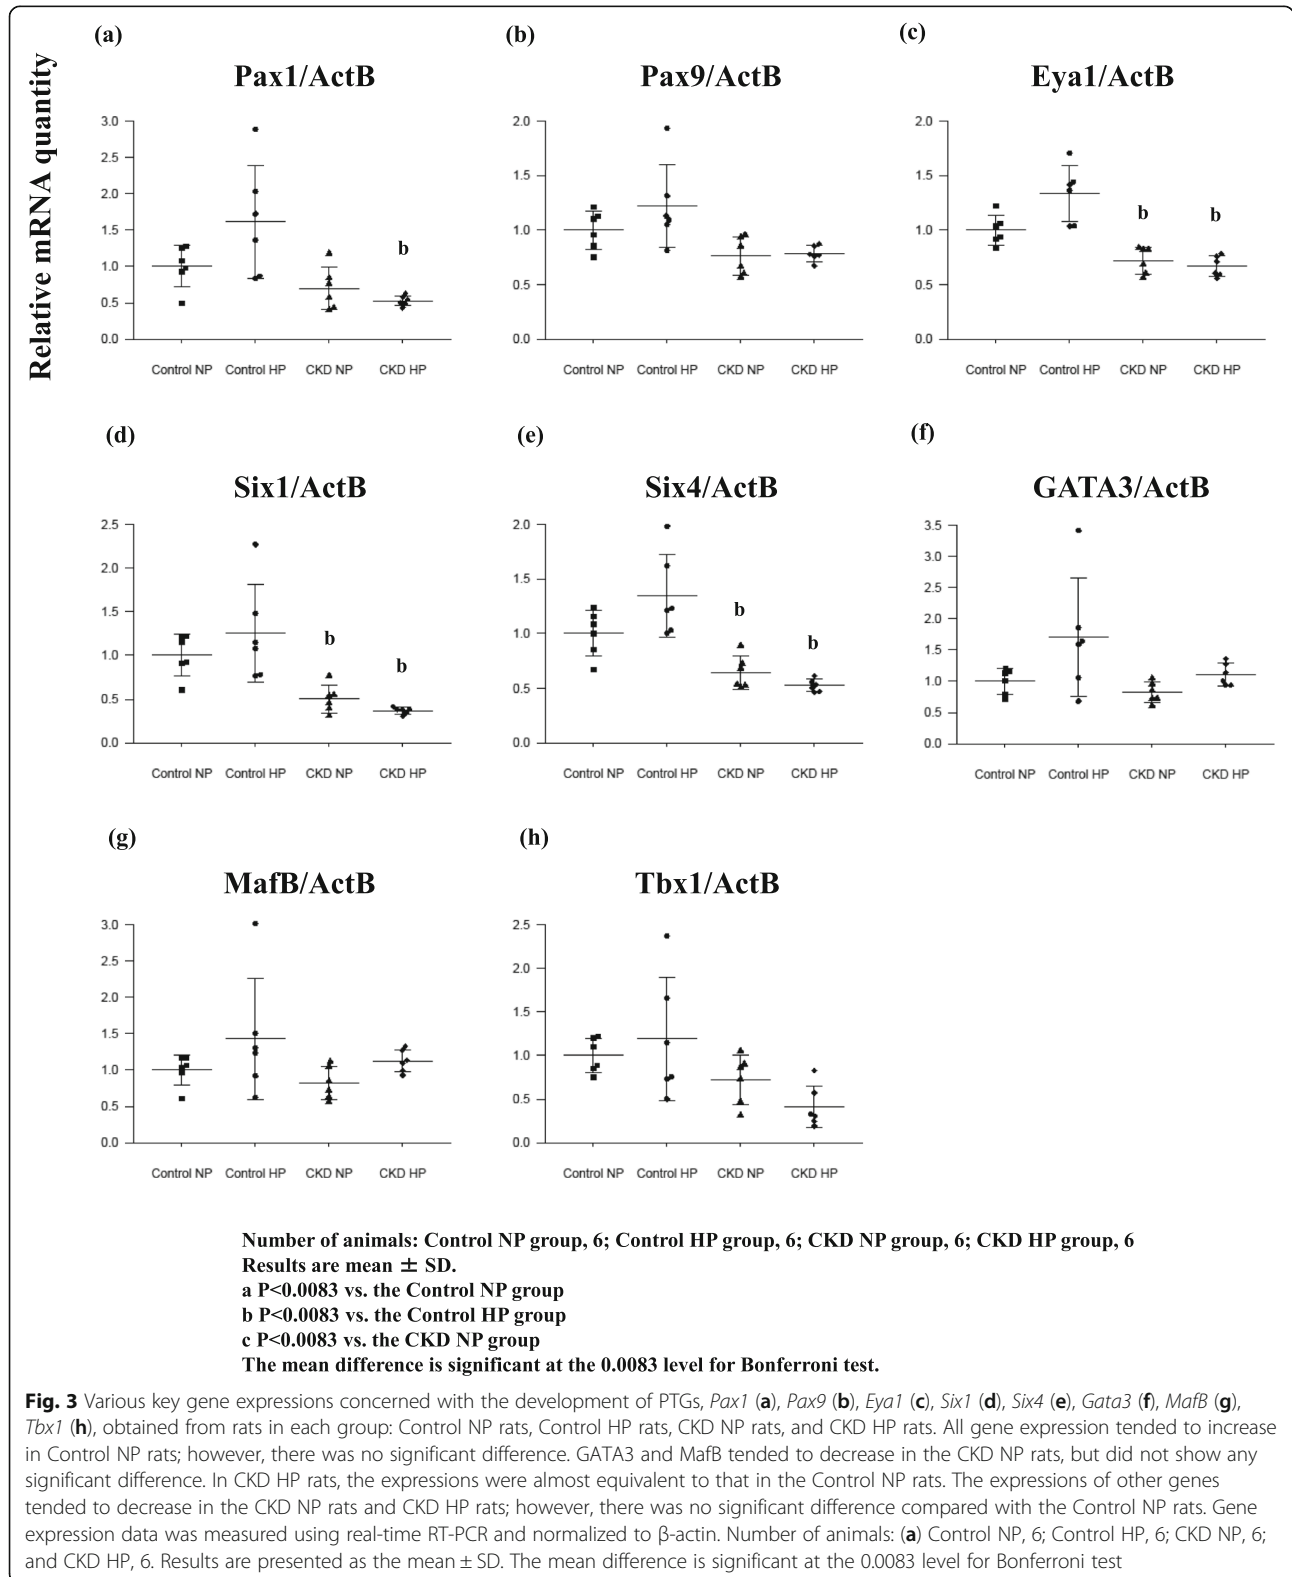 Relative mRNA quantity
(a)
Pax1/ActB
3.0
2.5
2.0
1.5
1.0
0.5
0.0
b
Control NP Control HP CKD NP CKD HP
(b)
Pax9/ActB
2.0
1.5
1.0
0.5
0.0
Control NP Control HP CKD NP CKD HP
(c)
Eya1/ActB
2.0
1.5
1.0
0.5
0.0
b b
Control NP Control HP CKD NP CKD HP
(d)
Six1/ActB
2.5
2.0
1.5
1.0
0.5
0.0
b
b
Control NP Control HP CKD NP CKD HP
(e)
Six4/ActB
2.0
1.5
1.0
0.5
0.0
b
b
Control NP Control HP CKD NP CKD HP
(f)
GATA3/ActB
3.5
3.0
2.5
2.0
1.5
1.0
0.5
0.0
Control NP Control HP CKD NP CKD HP
(g)
MafB/ActB
3.0
2.5
2.0
1.5
1.0
0.5
0.0
Control NP Control HP CKD NP CKD HP
(h)
Tbx1/ActB
2.5
2.0
1.5
1.0
0.5
0.0
Control NP Control HP CKD NP CKD HP
Number of animals: Control NP group, 6; Control HP group, 6; CKD NP group, 6; CKD HP group, 6
Results are mean ± SD.
a P<0.0083 vs. the Control NP group
b P<0.0083 vs. the Control HP group
c P<0.0083 vs. the CKD NP group
The mean difference is significant at the 0.0083 level for Bonferroni test.
Fig. 3 Various key gene expressions concerned with the development of PTGs, Pax1 (a), Pax9 (b), Eya1 (c), Six1 (d), Six4 (e), Gata3 (f), MafB (g),
Tbx1 (h), obtained from rats in each group: Control NP rats, Control HP rats, CKD NP rats, and CKD HP rats. All gene expression tended to increase
in Control NP rats; however, there was no significant difference. GATA3 and MafB tended to decrease in the CKD NP rats, but did not show any
significant difference. In CKD HP rats, the expressions were almost equivalent to that in the Control NP rats. The expressions of other genes
tended to decrease in the CKD NP rats and CKD HP rats; however, there was no significant difference compared with the Control NP rats. Gene
expression data was measured using real-time RT-PCR and normalized to β-actin. Number of animals: (a) Control NP, 6; Control HP, 6; CKD NP, 6;
and CKD HP, 6. Results are presented as the mean ± SD. The mean difference is significant at the 0.0083 level for Bonferroni test